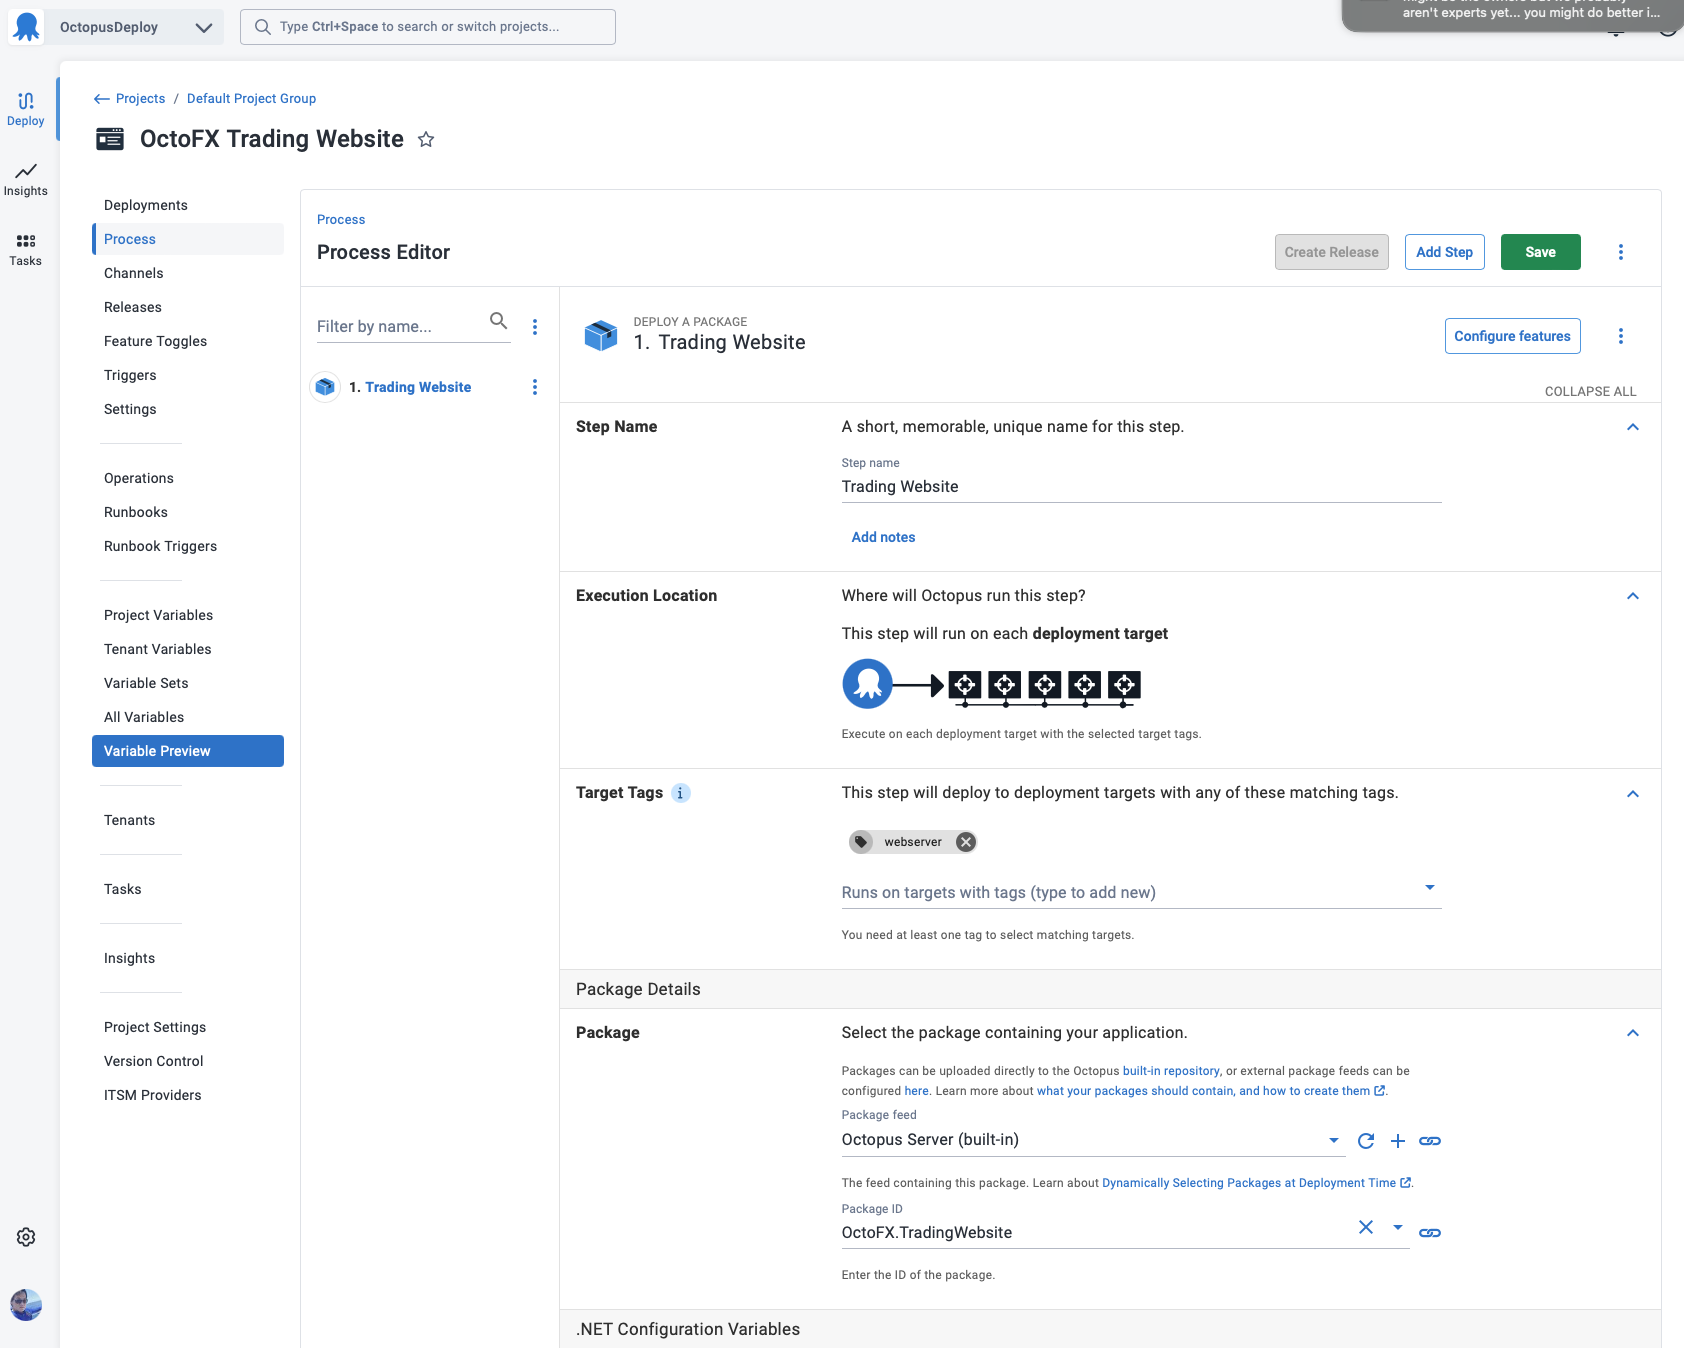 OctopusDeploy
Type Ctrl+Space to search or switch projects...
aren't experts yet... you might do better i...
Deploy
Insights
Tasks
Projects / Default Project Group
OctoFX Trading Website
Deployments
Process
Channels
Releases
Feature Toggles
Triggers
Settings
Operations
Runbooks
Runbook Triggers
Project Variables
Tenant Variables
Variable Sets
All Variables
Variable Preview
Tenants
Tasks
Insights
Project Settings
Version Control
ITSM Providers
Process
Process Editor
Create Release
Add Step
Save
Filter by name...
1. Trading Website
DEPLOY A PACKAGE
1. Trading Website
Configure features
COLLAPSE ALL
Step Name
A short, memorable, unique name for this step.
Step name
Trading Website
Add notes
Execution Location
Where will Octopus run this step?
This step will run on each deployment target
Execute on each deployment target with the selected target tags.
Target Tags
This step will deploy to deployment targets with any of these matching tags.
webserver
Runs on targets with tags (type to add new)
You need at least one tag to select matching targets.
Package Details
Package
Select the package containing your application.
Packages can be uploaded directly to the Octopus built-in repository, or external package feeds can be
configured here. Learn more about what your packages should contain, and how to create them.
Package feed
Octopus Server (built-in)
The feed containing this package. Learn about Dynamically Selecting Packages at Deployment Time.
Package ID
OctoFX.TradingWebsite
Enter the ID of the package.
.NET Configuration Variables